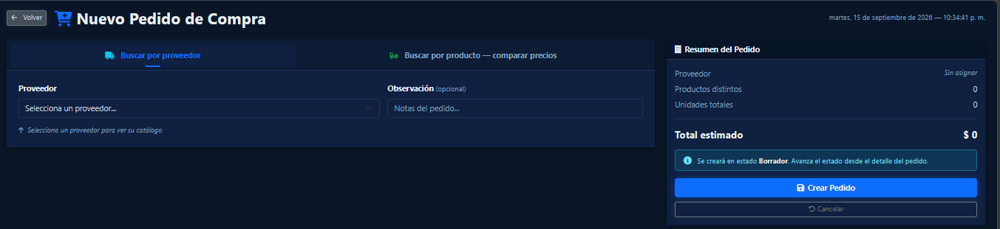 Volver
Nuevo Pedido de Compra
martes, 15 de septiembre de 2026 — 10:34:41 p. m.
Buscar por proveedor
Buscar por producto — comparar precios
Proveedor
Selecciona un proveedor...
Selecciona un proveedor para ver su catálogo
Observación (opcional)
Notas del pedido...
Resumen del Pedido
Proveedor Sin asignar
Productos distintos 0
Unidades totales 0
Total estimado $ 0
Se creará en estado Borrador. Avanza el estado desde el detalle del pedido.
Crear Pedido
Cancelar